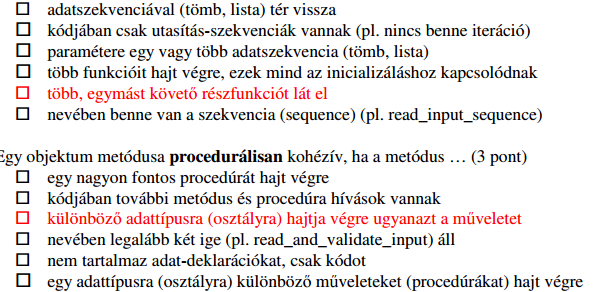 ☐ adatszekvenciával (tömb, lista) tér vissza
☐ kódjában csak utasítás-szekvenciák vannak (pl. nincs benne iteráció)
☐ paramétere egy vagy több adatszekvencia (tömb, lista)
☐ több funkcióit hajt végre, ezek mind az inicializáláshoz kapcsolódnak
☐ több, egymást követő részfunkciót lát el
☐ nevében benne van a szekvencia (sequence) (pl. read_input_sequence)
Egy objektum metódusa procedurálisan kohézív, ha a metódus … (3 pont)
☐ egy nagyon fontos procedúrát hajt végre
☐ kódjában további metódus és procedúra hívások vannak
☐ különböző adattípusra (osztályra) hajtja végre ugyanazt a műveletet
☐ nevében legalább két ige (pl. read_and_validate_input) áll
☐ nem tartalmaz adat-deklarációkat, csak kódot
☐ egy adattípusra (osztályra) különböző műveleteket (procedúrákat) hajt végre